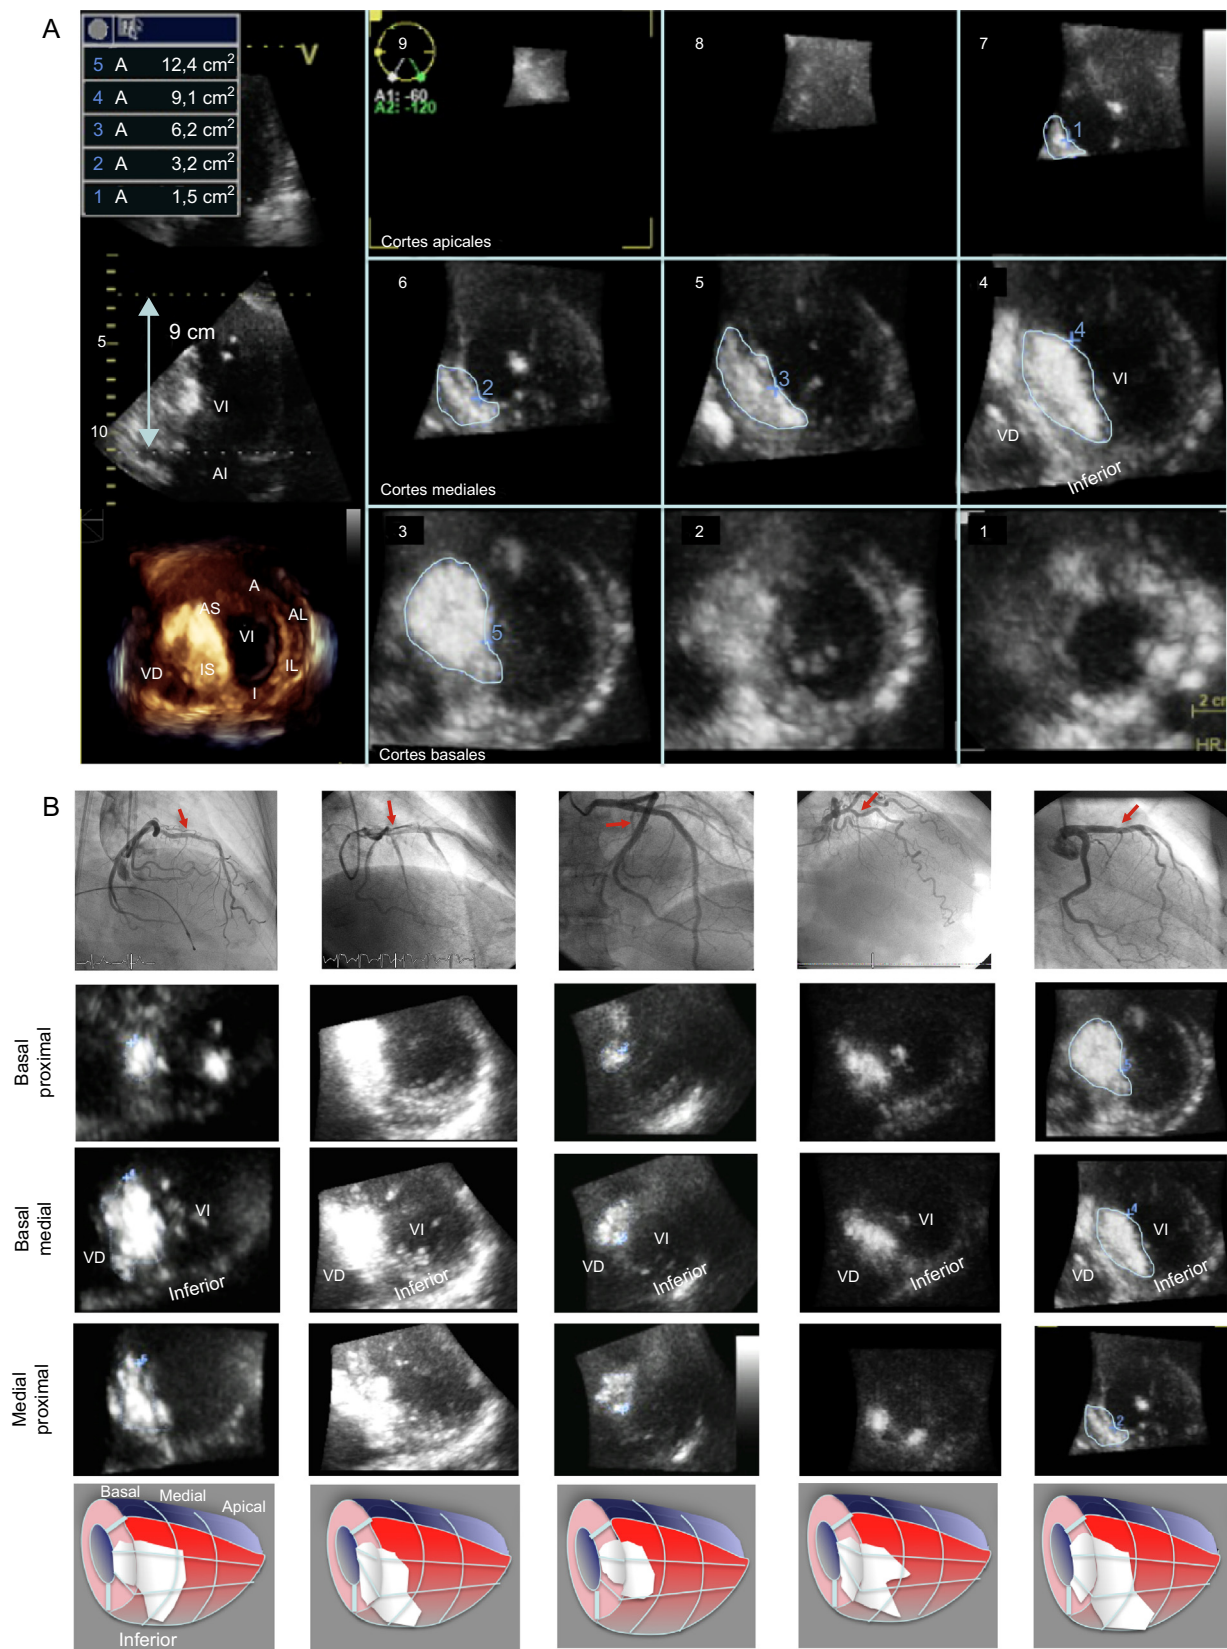 A
V
5 A 12,4 cm²
4 A 9,1 cm²
3 A 6,2 cm²
2 A 3,2 cm²
1 A 1,5 cm²
9
A1: -60
A2: -120
Cortes apicales
8
7
1
5
9 cm
VI
10
AI
6
2
Cortes mediales
5
3
4
4
VI
VD
Inferior
A
AS
AL
VI
VD
IS
IL
I
3
5
Cortes basales
2
1
2 cm
HR
B
Basal
proximal
5
Basal
medial
VI
VD
Inferior
VI
VD
Inferior
VI
VD
Inferior
VI
VD
Inferior
4
VI
VD
Inferior
Medial
proximal
2
Basal
Medial
Apical
Inferior